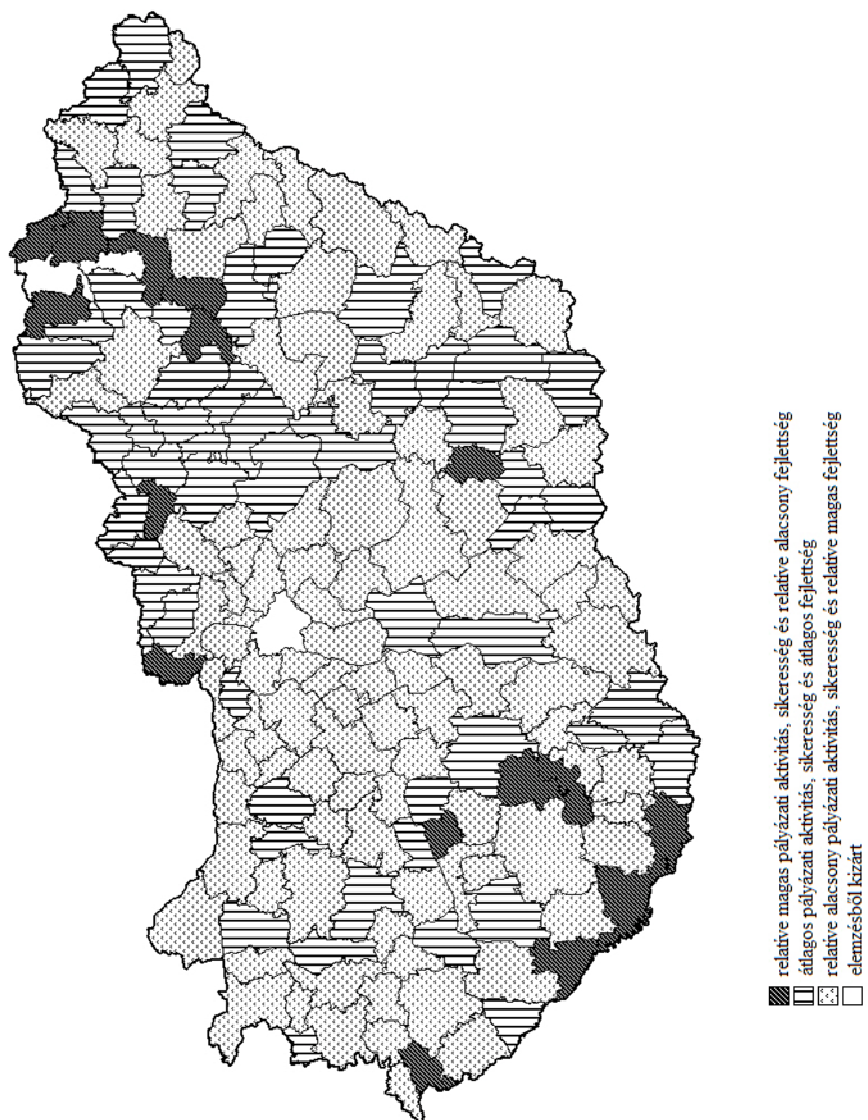 relatíve magas pályázati aktivitás, sikeresség és relatíve alacsony fejlettség
átlagos pályázati aktivitás, sikeresség és átlagos fejlettség
relatíve alacsony pályázati aktivitás, sikeresség és relatíve magas fejlettség
elemzésből kizárt